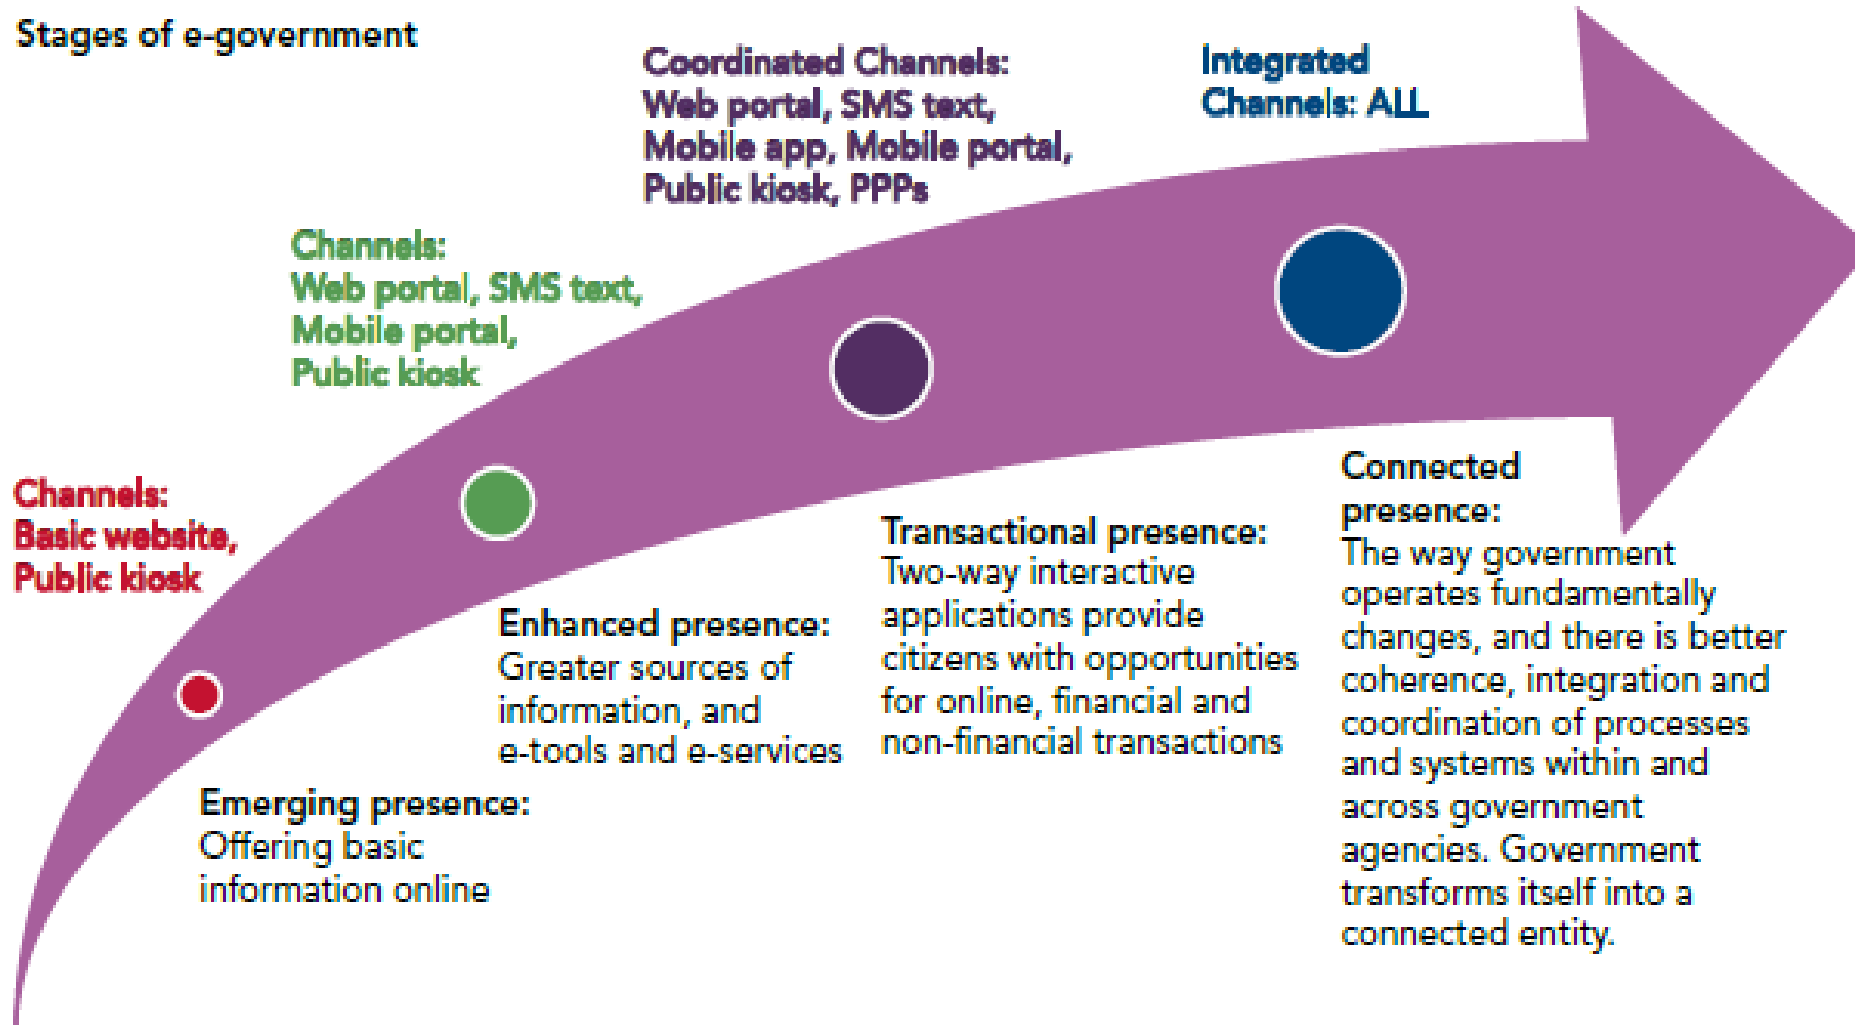 Stages of e-government
Channels:
Basic website,
Public kiosk
Emerging presence:
Offering basic
information online
Channels:
Web portal, SMS text,
Mobile portal,
Public kiosk
Enhanced presence:
Greater sources of
information, and
e-tools and e-services
Coordinated Channels:
Web portal, SMS text,
Mobile app, Mobile portal,
Public kiosk, PPPs
Transactional presence:
Two-way interactive
applications provide
citizens with opportunities
for online, financial and
non-financial transactions
Integrated
Channels: ALL
Connected
presence:
The way government
operates fundamentally
changes, and there is better
coherence, integration and
coordination of processes
and systems within and
across government
agencies. Government
transforms itself into a
connected entity.